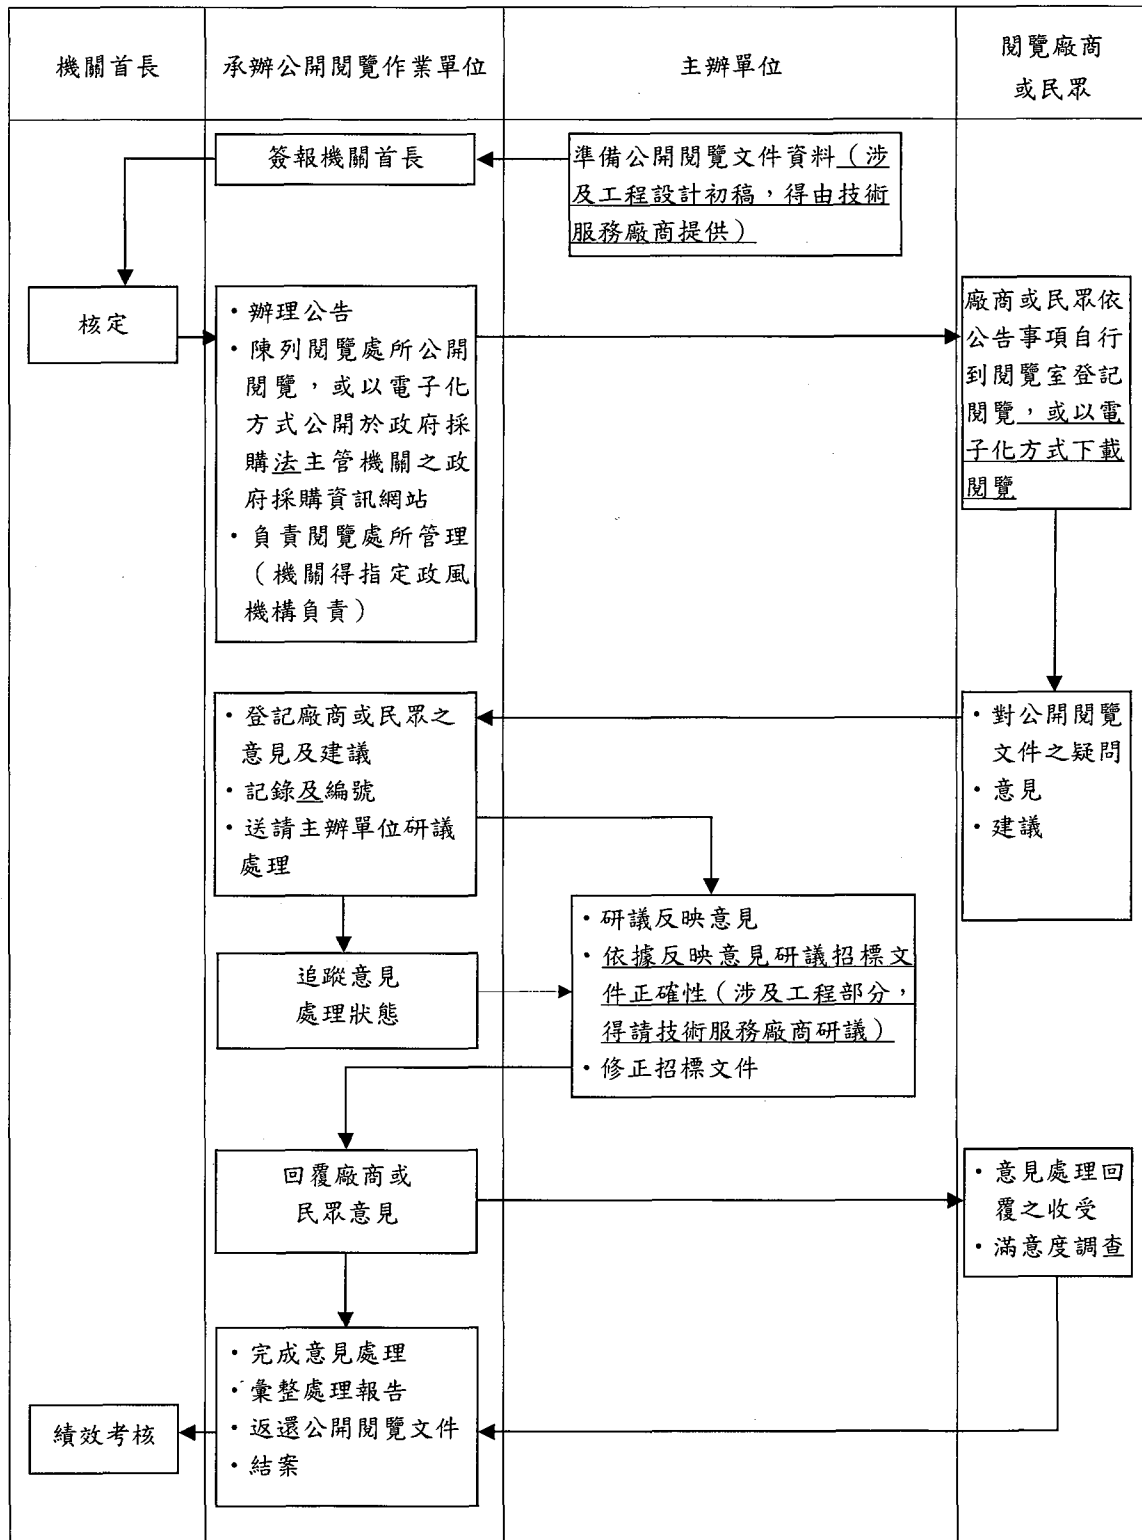 機關首長
承辦公開閱覽作業單位
主辦單位
閱覽廠商
或民眾
簽報機關首長
準備公開閱覽文件資料(涉
及工程設計初稿,得由技術
服務廠商提供)
核定
・辦理公告
・陳列閱覽處所公開
閱覽,或以電子化
方式公開於政府採
購法主管機關之政
府採購資訊網站
・負責閱覽處所管理
(機關得指定政風
機構負責)
廠商或民眾依
公告事項自行
到閱覽室登記
閱覽,或以電
子化方式下載
閱覽
・登記廠商或民眾之
意見及建議
・記錄及編號
・送請主辦單位研議
處理
・對公開閱覽
文件之疑問
・意見
・建議
追蹤意見
處理狀態
・研議反映意見
・依據反映意見研議招標文
件正確性(涉及工程部分,
得請技術服務廠商研議)
・修正招標文件
回覆廠商或
民眾意見
・意見處理回
覆之收受
・滿意度調查
・完成意見處理
・彙整處理報告
・返還公開閱覽文件
・結案
績效考核